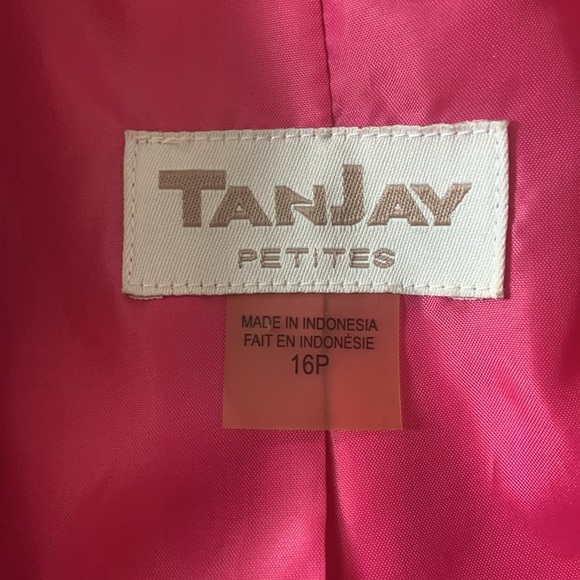 TANJAY
PETITES
MADE IN INDONESIA
FAIT EN INDONÉSIE
16P